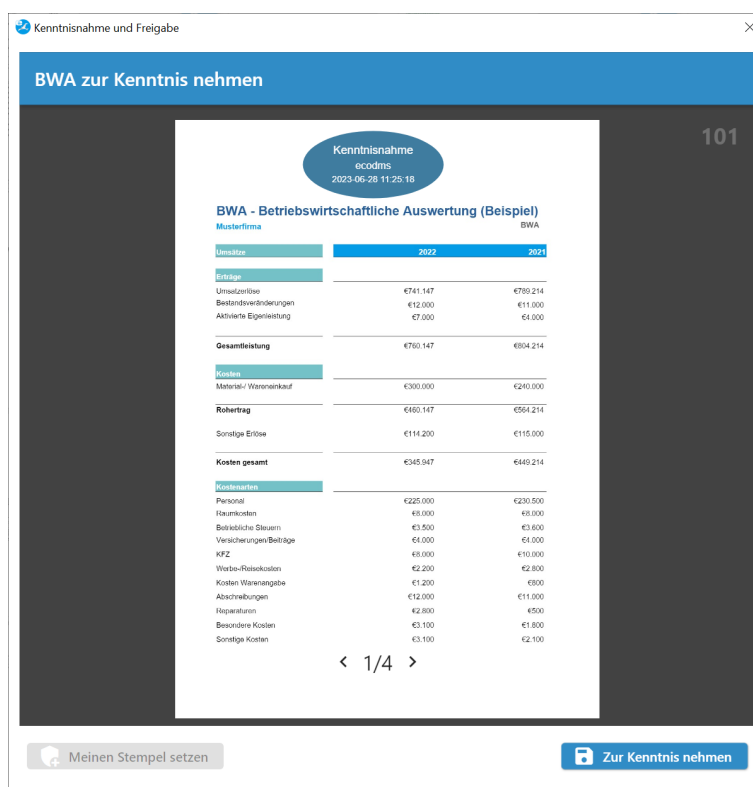 Kenntnisnahme und Freigabe
BWA zur Kenntnis nehmen
101
Kenntnisnahme
ecodms
2023-06-28 11:25:18
BWA - Betriebswirtschaftliche Auswertung (Beispiel)
Musterfirma BWA
Umsätze 2022 2021
Erträge
Umsatzerlöse €741.147 €789.214
Bestandsveränderungen €12.000 €11.000
Aktivierte Eigenleistung €7.000 €4.000
Gesamtleistung €760.147 €804.214
Kosten
Material-/ Wareneinkauf €300.000 €240.000
Rohertrag €460.147 €564.214
Sonstige Erlöse €114.200 €115.000
Kosten gesamt €345.947 €449.214
Kostenarten
Personal €225.000 €230.500
Raumkosten €8.000 €8.000
Betriebliche Steuern €3.500 €3.600
Versicherungen/Beiträge €4.000 €4.000
KFZ €8.000 €10.000
Werbe-/Reisekosten €2.200 €2.800
Kosten Warenangabe €1.200 €800
Abschreibungen €12.000 €11.000
Reparaturen €2.800 €500
Besondere Kosten €3.100 €1.800
Sonstige Kosten €3.100 €2.100
1/4
Meinen Stempel setzen
Zur Kenntnis nehmen